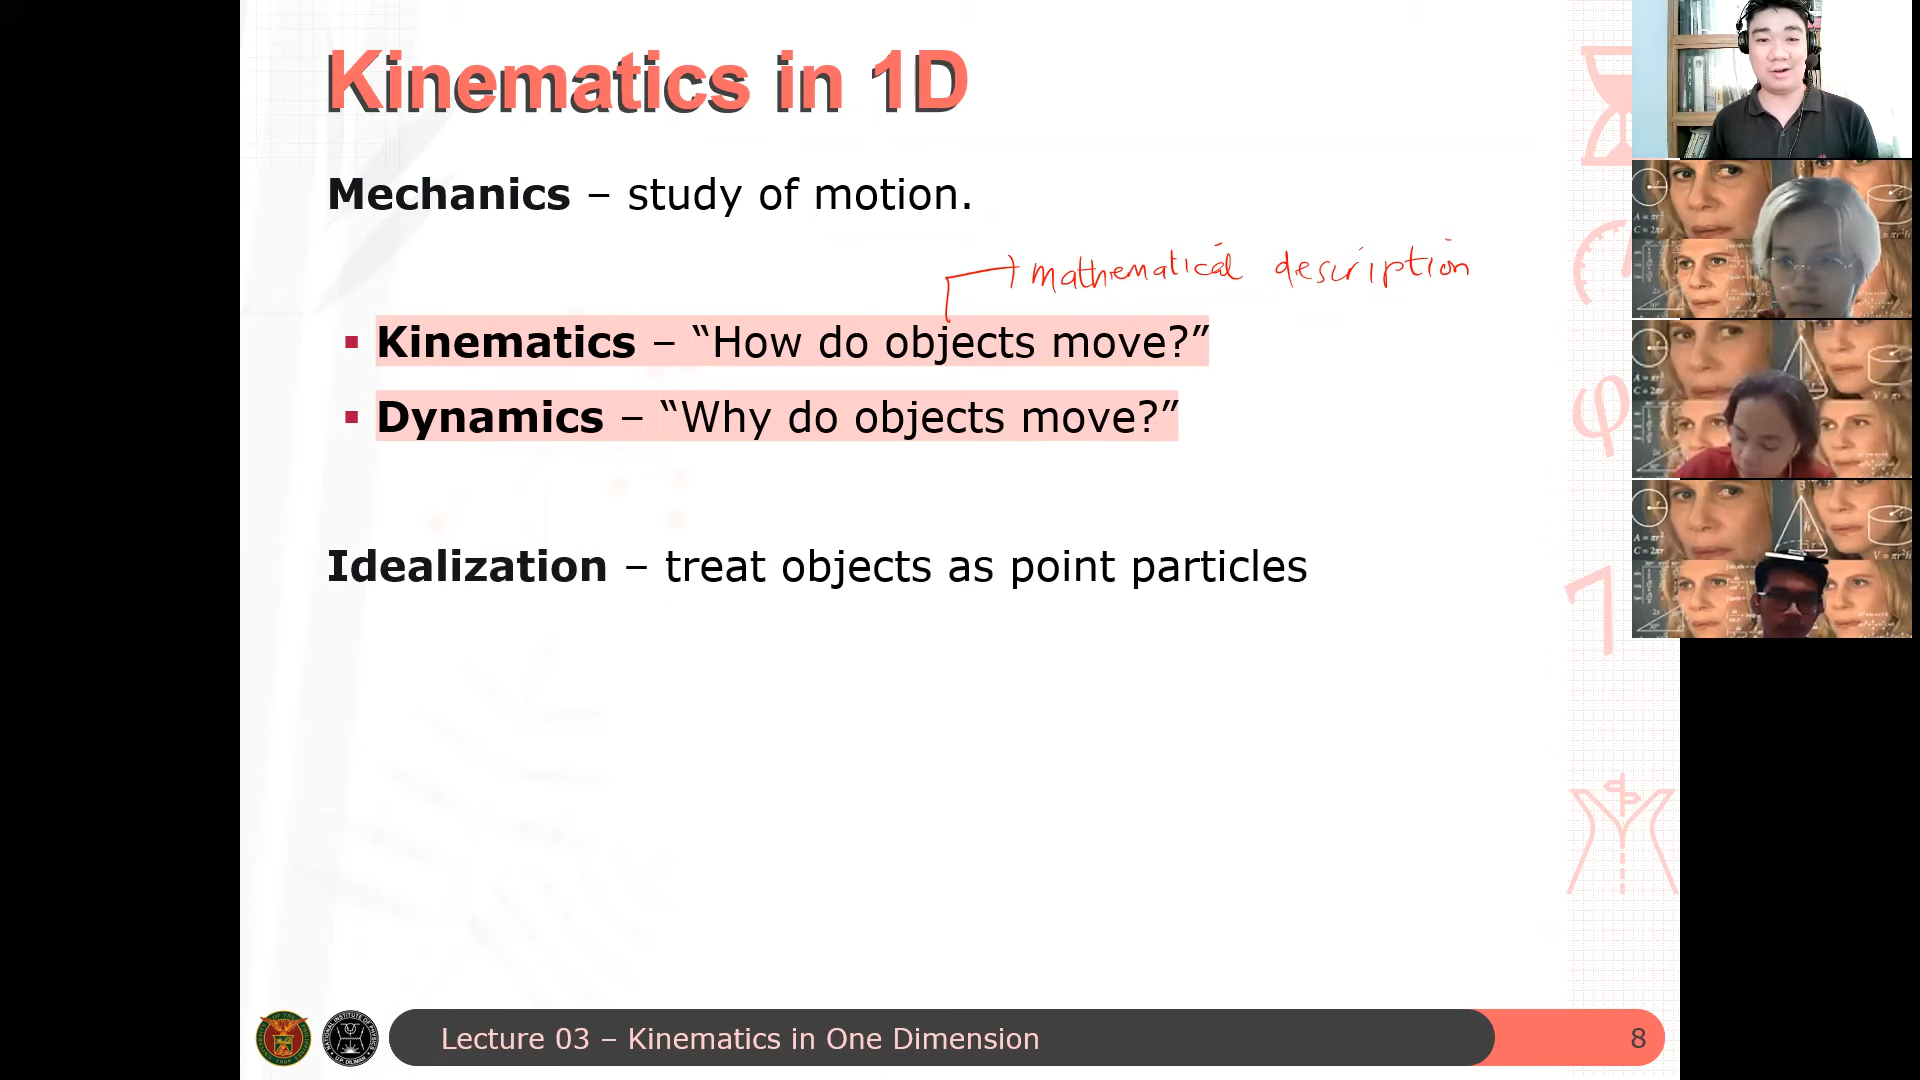 Kinematics in 1D
Mechanics – study of motion.
mathematical description
▪ Kinematics – “How do objects move?”
▪ Dynamics – “Why do objects move?”
Idealization – treat objects as point particles
Lecture 03 – Kinematics in One Dimension
8